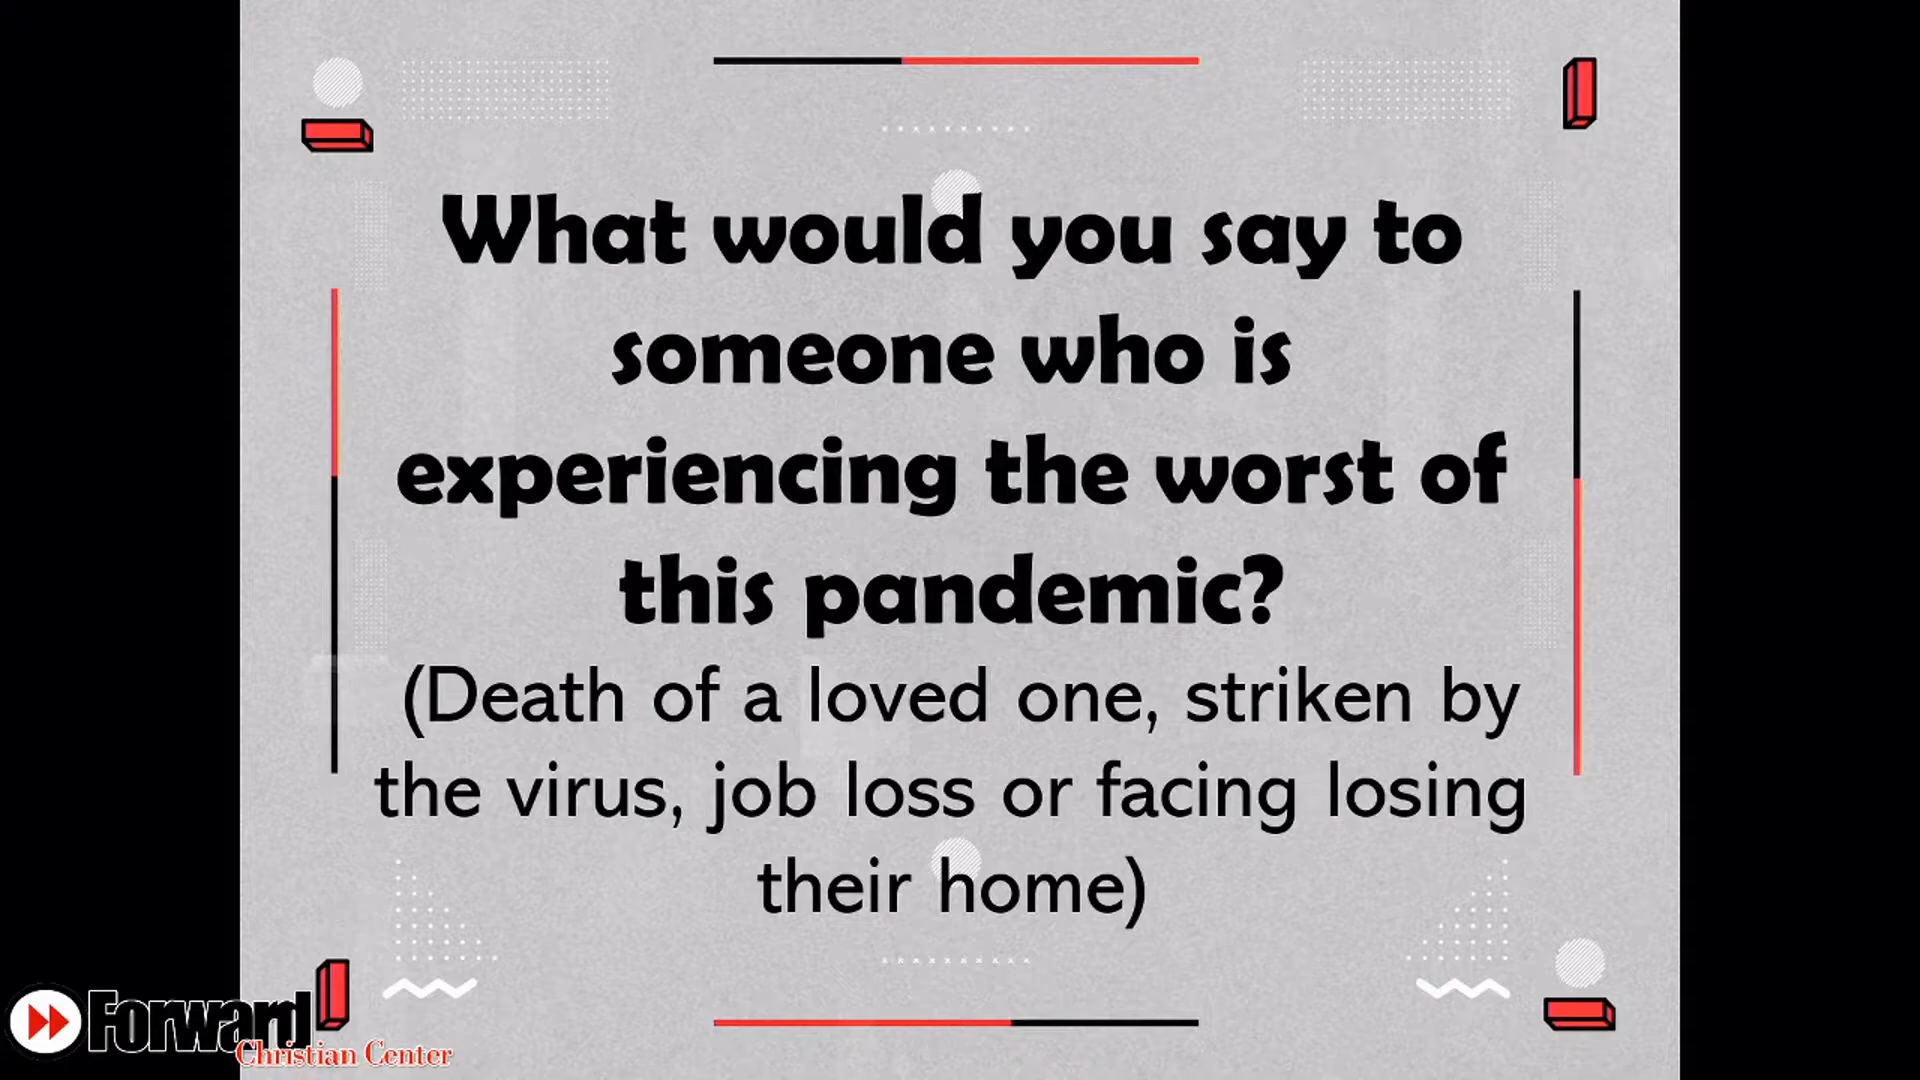 What would you say to
someone who is
experiencing the worst of
this pandemic?
(Death of a loved one, striken by
the virus, job loss or facing losing
their home)
Forward
Christian Center